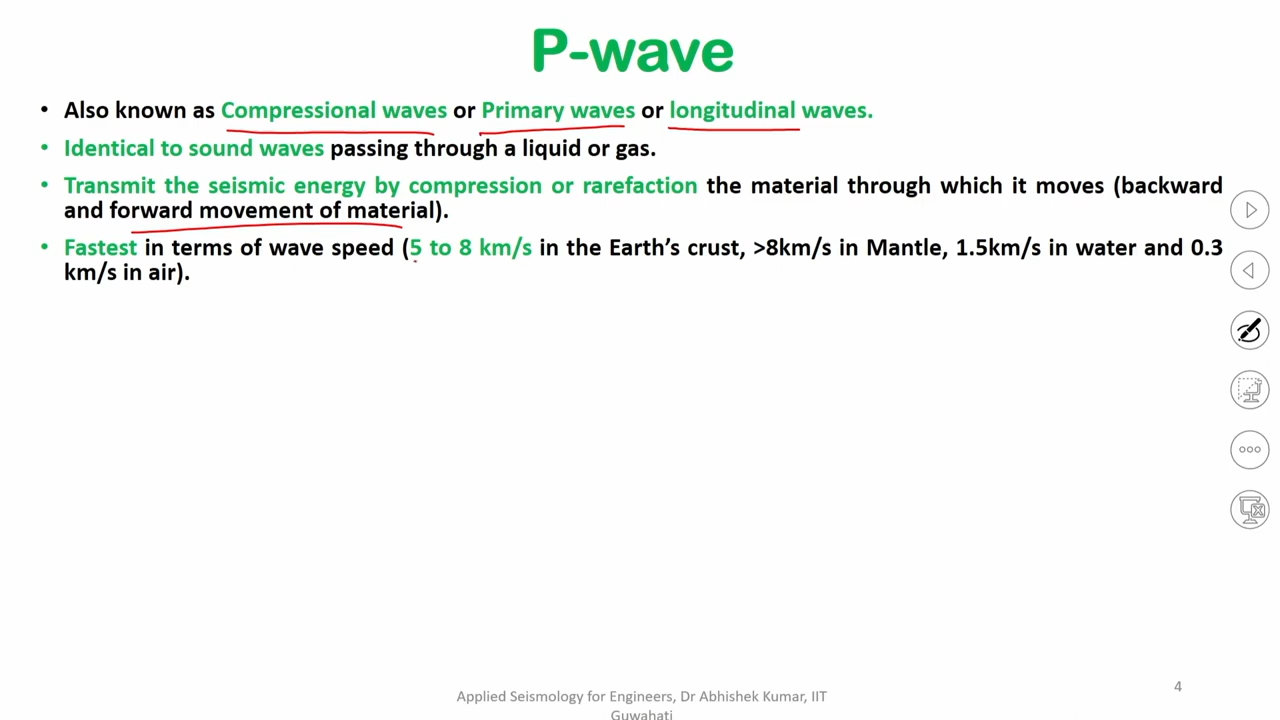 P-wave
• Also known as Compressional waves or Primary waves or longitudinal waves.
• Identical to sound waves passing through a liquid or gas.
• Transmit the seismic energy by compression or rarefaction the material through which it moves (backward
and forward movement of material).
• Fastest in terms of wave speed (5 to 8 km/s in the Earth’s crust, >8km/s in Mantle, 1.5km/s in water and 0.3
km/s in air).
Applied Seismology for Engineers, Dr Abhishek Kumar, IIT
Guwahati
4